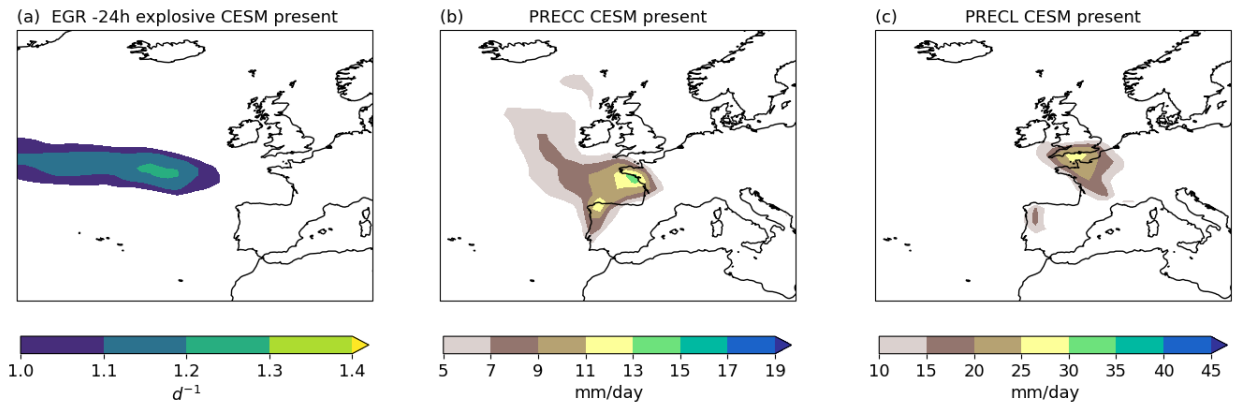 (a) EGR -24h explosive CESM present
(b) PRECC CESM present
(c) PRECL CESM present
1.0 1.1 1.2 1.3 1.4
d⁻¹
5 7 9 11 13 15 17 19
mm/day
10 15 20 25 30 35 40 45
mm/day